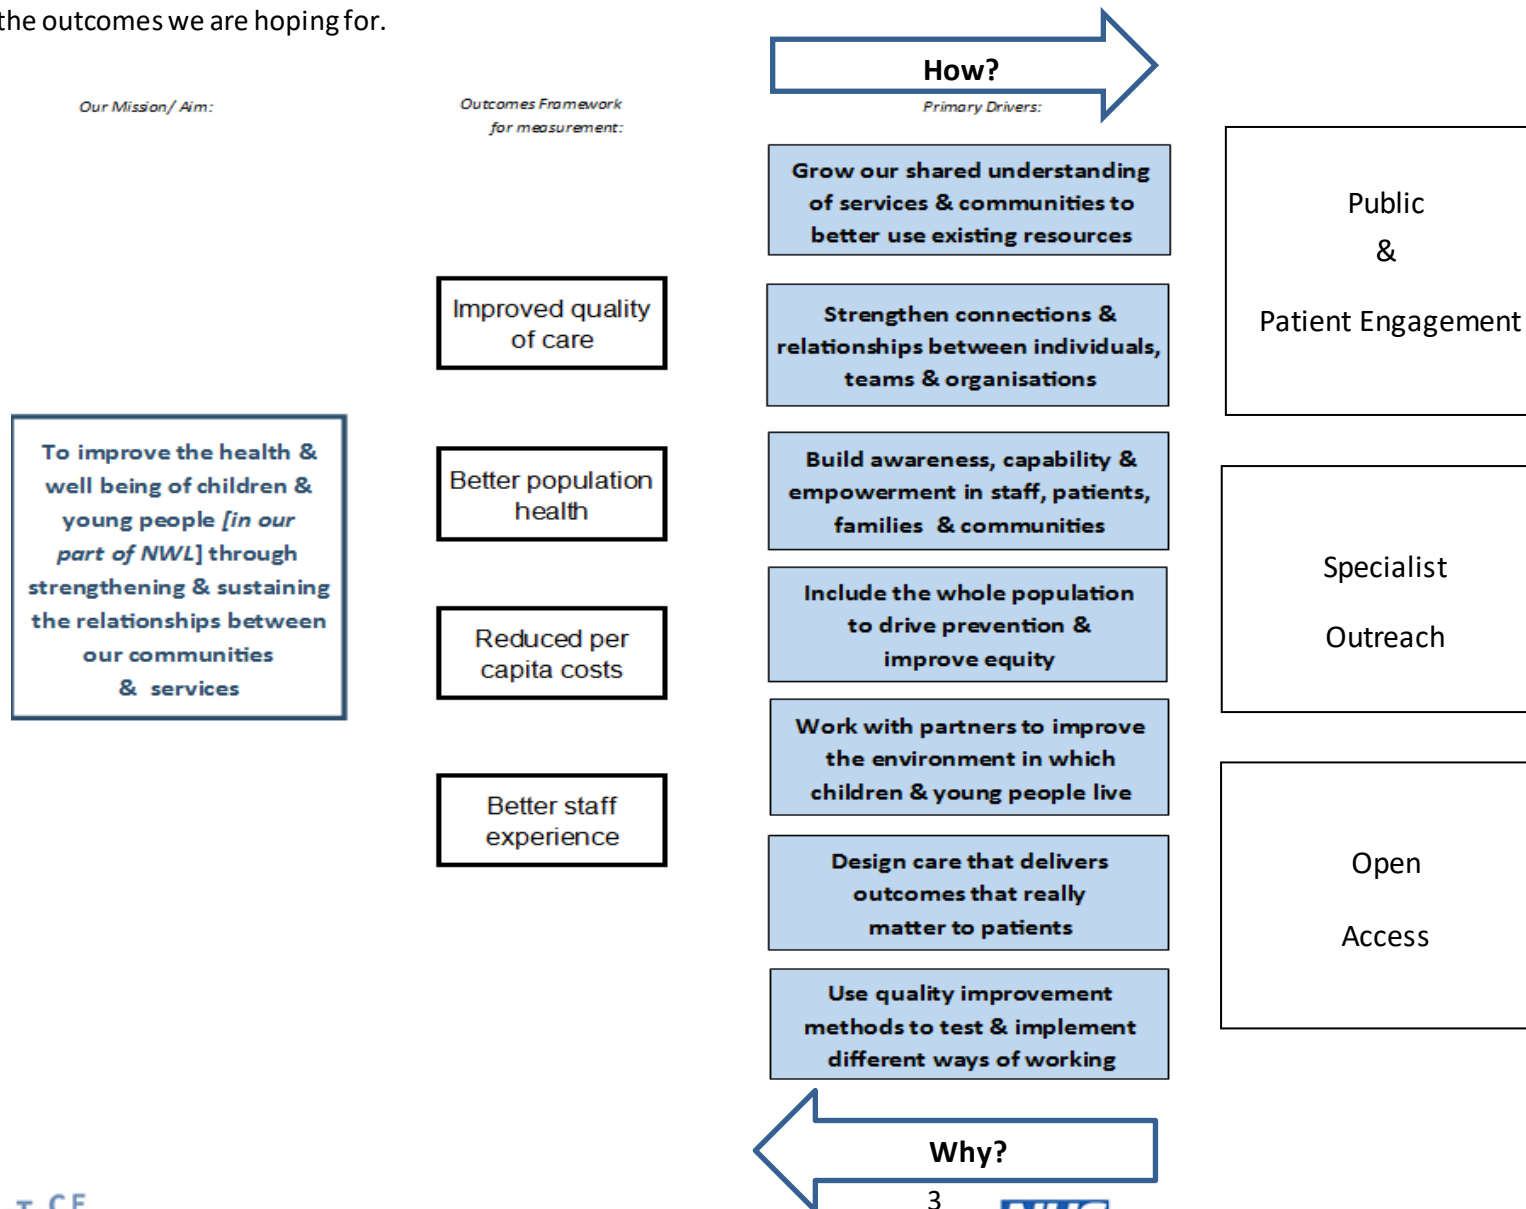 the outcomes we are hoping for.
How?
Our Mission/ Aim:
Outcomes Framework
for measurement:
Primary Drivers:
To improve the health &
well being of children &
young people [in our
part of NWL] through
strengthening & sustaining
the relationships between
our communities
& services
Improved quality
of care
Better population
health
Reduced per
capita costs
Better staff
experience
Grow our shared understanding
of services & communities to
better use existing resources
Strengthen connections &
relationships between individuals,
teams & organisations
Build awareness, capability &
empowerment in staff, patients,
families & communities
Include the whole population
to drive prevention &
improve equity
Work with partners to improve
the environment in which
children & young people live
Design care that delivers
outcomes that really
matter to patients
Use quality improvement
methods to test & implement
different ways of working
Public
&
Patient Engagement
Specialist
Outreach
Open
Access
Why?
3
NHS